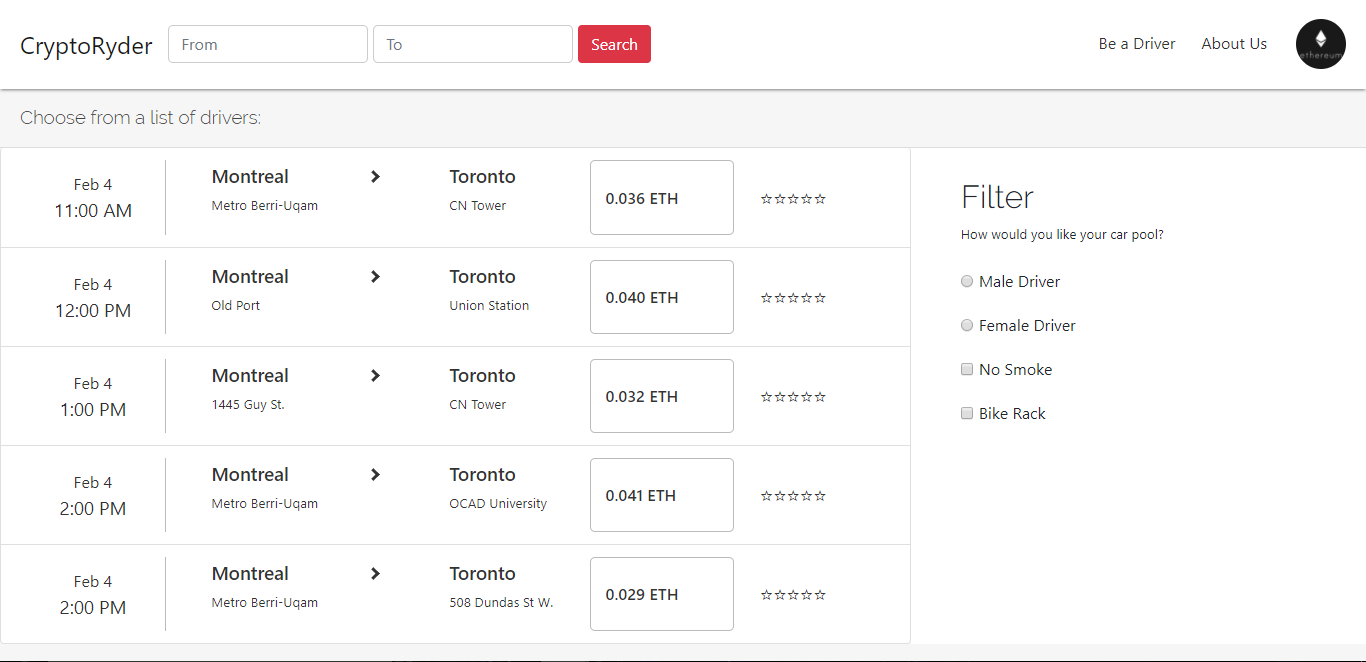 CryptoRyder
From
To
Search
Be a Driver
About Us
ethereum
Choose from a list of drivers:
Feb 4
11:00 AM
Montreal
Metro Berri-Uqam
Toronto
CN Tower
0.036 ETH
☆☆☆☆☆
Feb 4
12:00 PM
Montreal
Old Port
Toronto
Union Station
0.040 ETH
☆☆☆☆☆
Feb 4
1:00 PM
Montreal
1445 Guy St.
Toronto
CN Tower
0.032 ETH
☆☆☆☆☆
Feb 4
2:00 PM
Montreal
Metro Berri-Uqam
Toronto
OCAD University
0.041 ETH
☆☆☆☆☆
Feb 4
2:00 PM
Montreal
Metro Berri-Uqam
Toronto
508 Dundas St W.
0.029 ETH
☆☆☆☆☆
Filter
How would you like your car pool?
Male Driver
Female Driver
No Smoke
Bike Rack